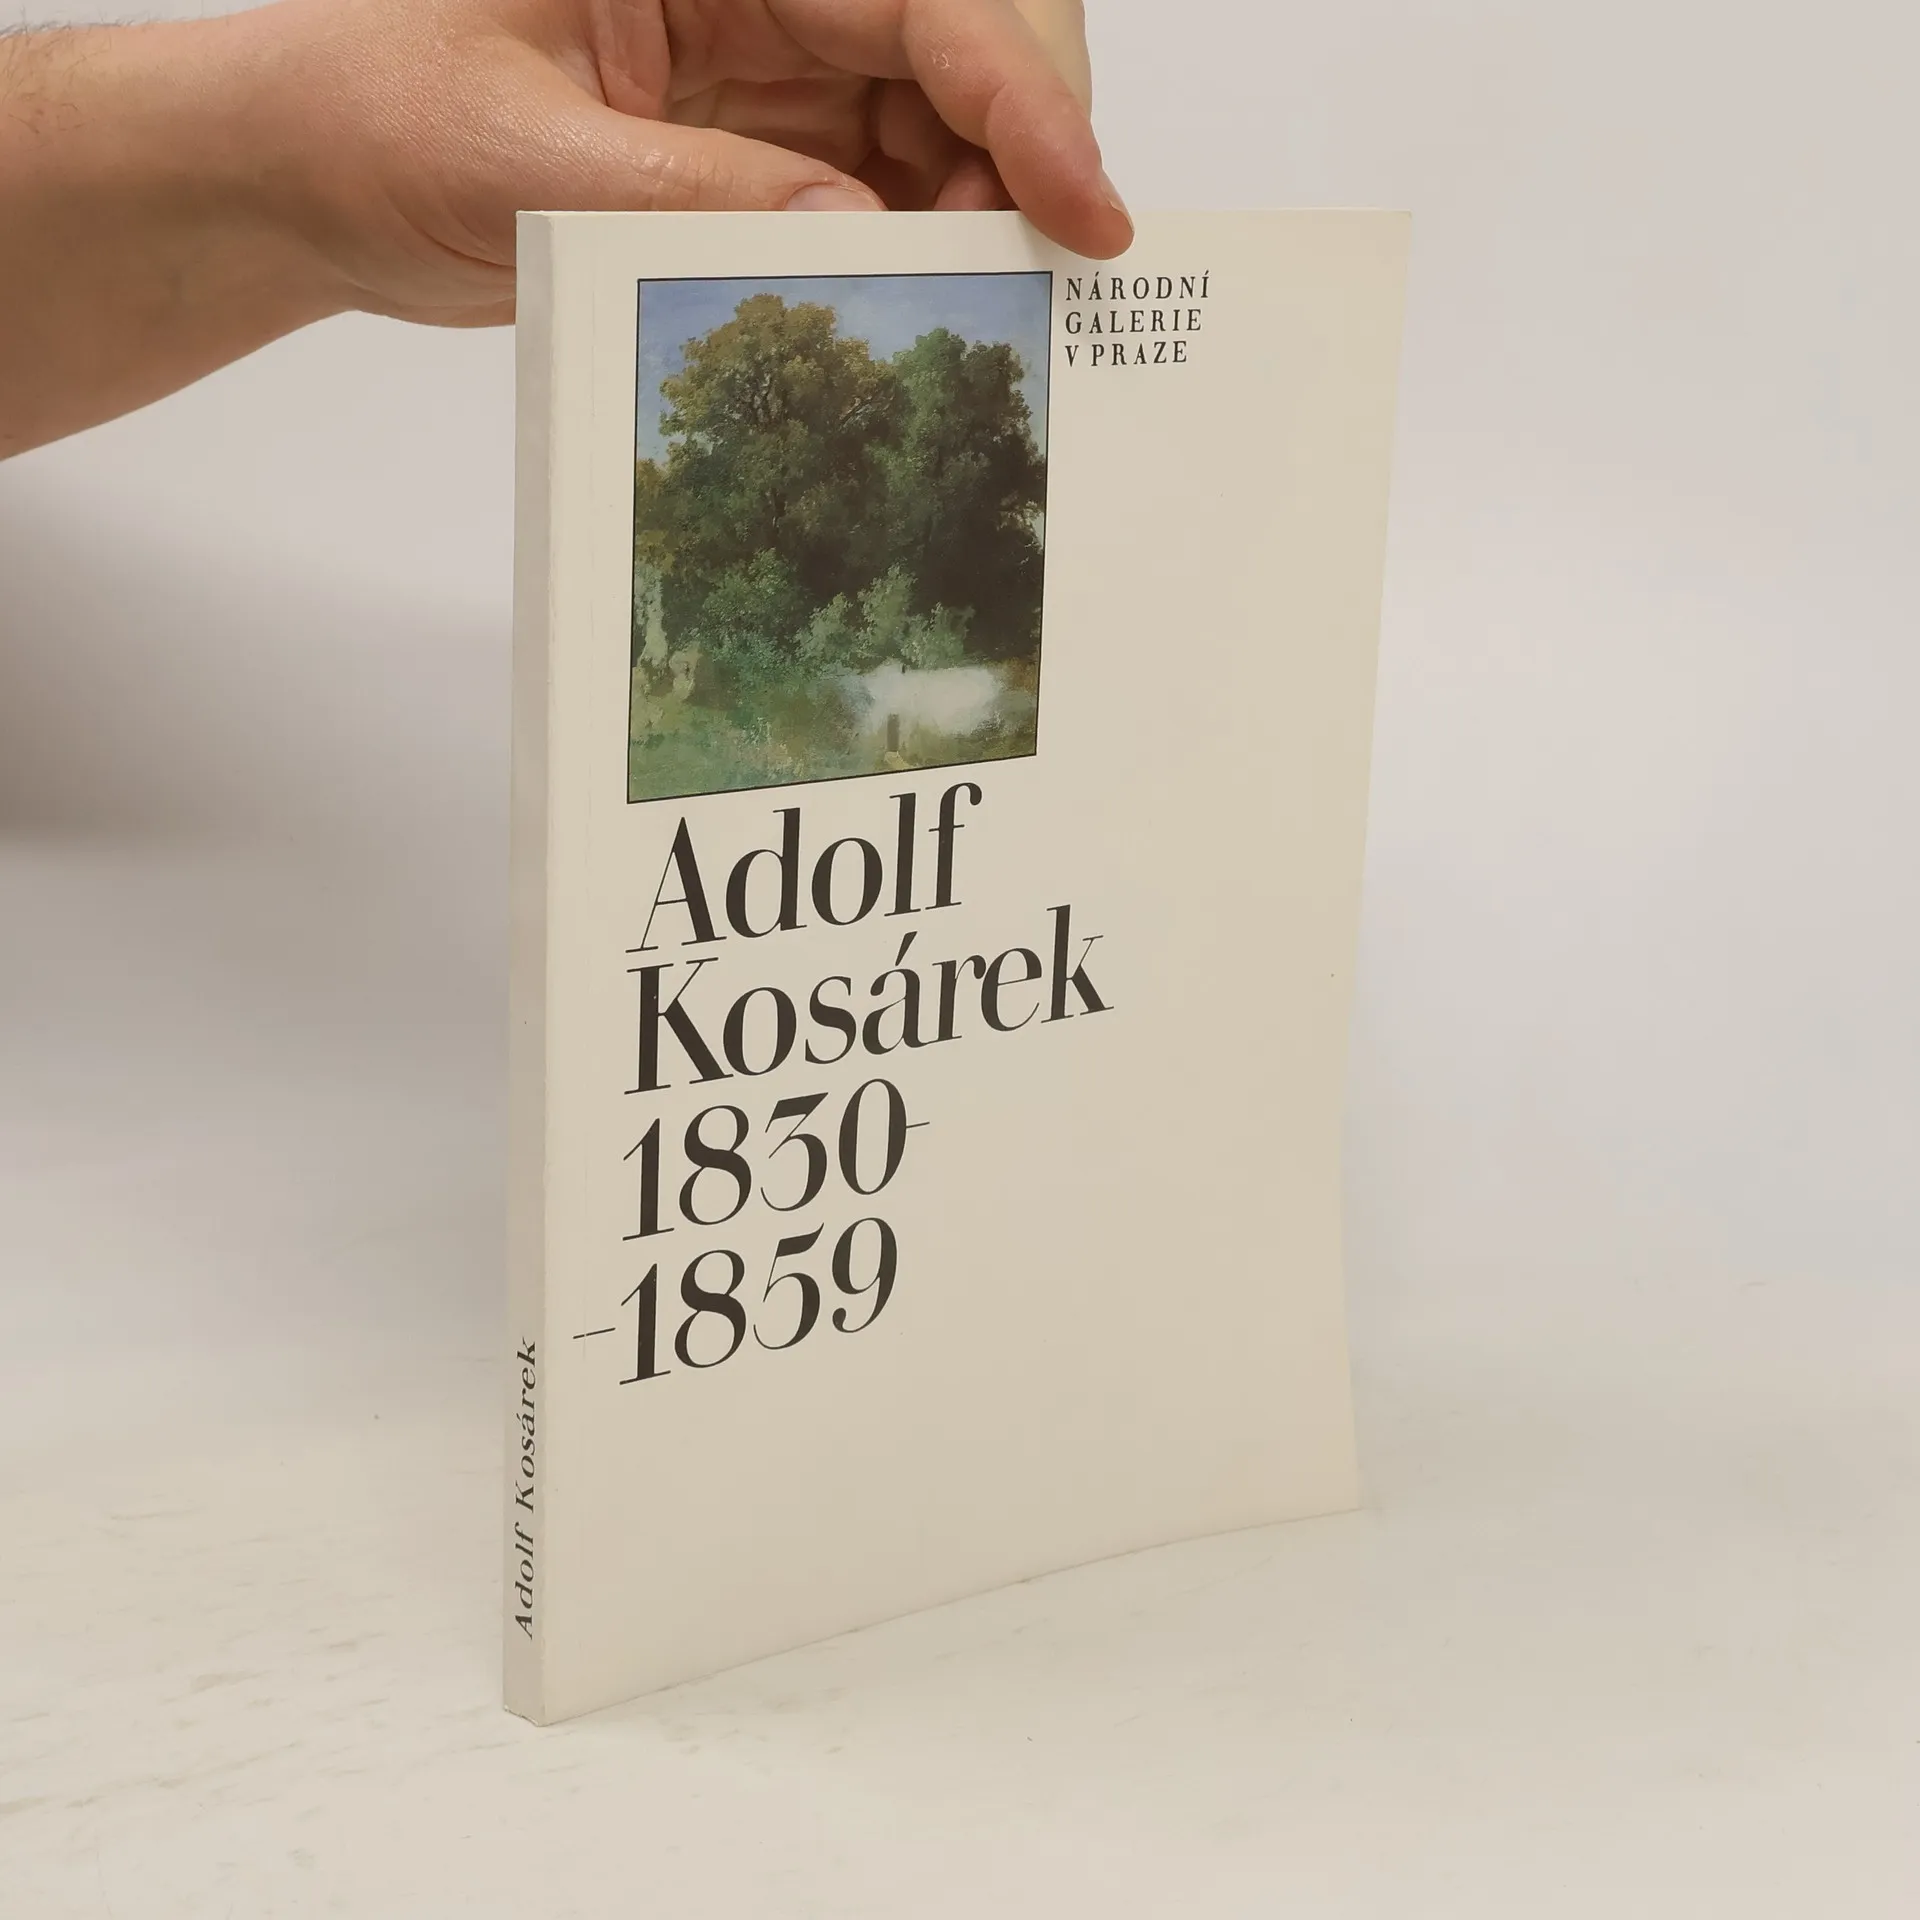 NÁRODNÍ
GALERIE
V PRAZE
Adolf
Kosárek
1830-
-1859
Adolf Kosárek